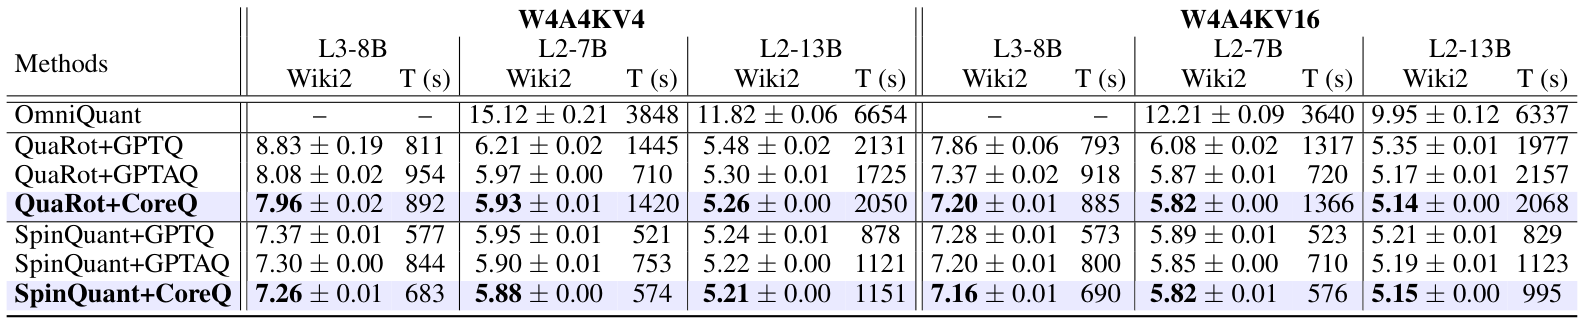 W4A4KV4 W4A4KV16
Methods L3-8B L2-7B L2-13B L3-8B L2-7B L2-13B
Wiki2 T (s) Wiki2 T (s) Wiki2 T (s) Wiki2 T (s) Wiki2 T (s) Wiki2 T (s)
OmniQuant – – 15.12 ± 0.21 3848 11.82 ± 0.06 6654 – – 12.21 ± 0.09 3640 9.95 ± 0.12 6337
QuaRot+GPTQ 8.83 ± 0.19 811 6.21 ± 0.02 1445 5.48 ± 0.02 2131 7.86 ± 0.06 793 6.08 ± 0.02 1317 5.35 ± 0.01 1977
QuaRot+GPTAQ 8.08 ± 0.02 954 5.97 ± 0.00 710 5.30 ± 0.01 1725 7.37 ± 0.02 918 5.87 ± 0.01 720 5.17 ± 0.01 2157
QuaRot+CoreQ 7.96 ± 0.02 892 5.93 ± 0.01 1420 5.26 ± 0.00 2050 7.20 ± 0.01 885 5.82 ± 0.00 1366 5.14 ± 0.00 2068
SpinQuant+GPTQ 7.37 ± 0.01 577 5.95 ± 0.01 521 5.24 ± 0.01 878 7.28 ± 0.01 573 5.89 ± 0.01 523 5.21 ± 0.01 829
SpinQuant+GPTAQ 7.30 ± 0.00 844 5.90 ± 0.01 753 5.22 ± 0.00 1121 7.20 ± 0.01 800 5.85 ± 0.00 710 5.19 ± 0.01 1123
SpinQuant+CoreQ 7.26 ± 0.01 683 5.88 ± 0.00 574 5.21 ± 0.00 1151 7.16 ± 0.01 690 5.82 ± 0.01 576 5.15 ± 0.00 995